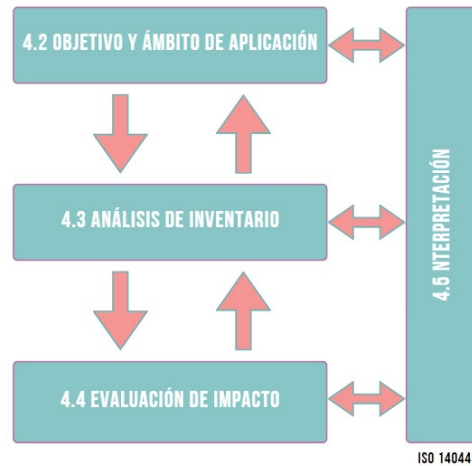 4.2 OBJETIVO Y ÁMBITO DE APLICACIÓN
4.3 ANÁLISIS DE INVENTARIO
4.4 EVALUACIÓN DE IMPACTO
4.5 NTERPRETACIÓN
ISO 14044